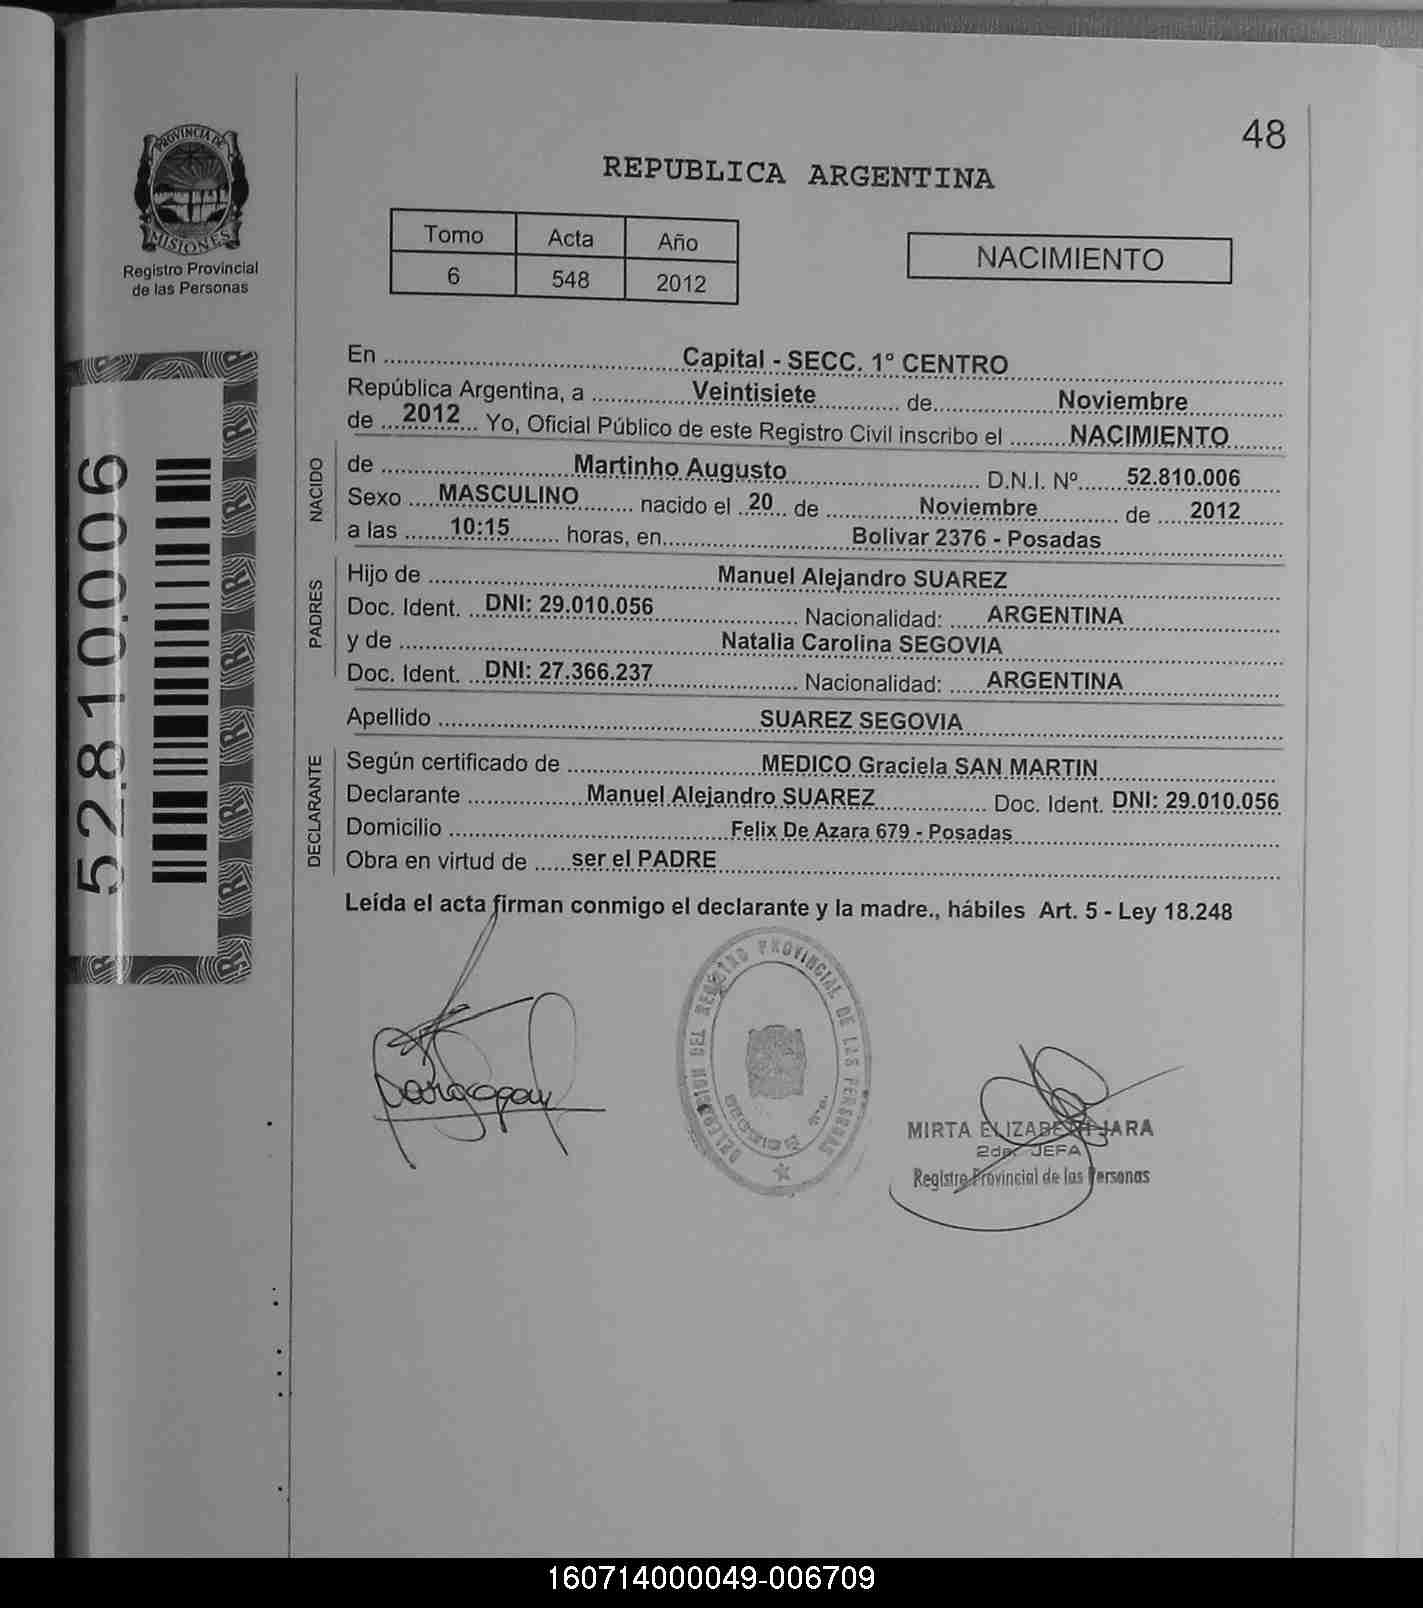 48
PROVINCIA DE
MISIONES
Registro Provincial
de las Personas
REPUBLICA ARGENTINA
Tomo Acta Año
6 548 2012
NACIMIENTO
52.810.006
En Capital - SECC. 1° CENTRO
República Argentina, a Veintisiete de Noviembre
de 2012 Yo, Oficial Público de este Registro Civil inscribo el NACIMIENTO
NACIDO
de Martinho Augusto D.N.I. Nº 52.810.006
Sexo MASCULINO nacido el 20 de Noviembre de 2012
a las 10:15 horas, en Bolivar 2376 - Posadas
PADRES
Hijo de Manuel Alejandro SUAREZ
Doc. Ident. DNI: 29.010.056 Nacionalidad: ARGENTINA
y de Natalia Carolina SEGOVIA
Doc. Ident. DNI: 27.366.237 Nacionalidad: ARGENTINA
Apellido SUAREZ SEGOVIA
DECLARANTE
Según certificado de MEDICO Graciela SAN MARTIN
Declarante Manuel Alejandro SUAREZ Doc. Ident. DNI: 29.010.056
Domicilio Felix De Azara 679 - Posadas
Obra en virtud de ser el PADRE
Leída el acta firman conmigo el declarante y la madre., hábiles Art. 5 - Ley 18.248
DELEGACION DEL REGISTRO PROVINCIAL DE LAS PERSONAS
MIRTA ELIZABETH JARA
2da. JEFA
Registro Provincial de las Personas
160714000049-006709